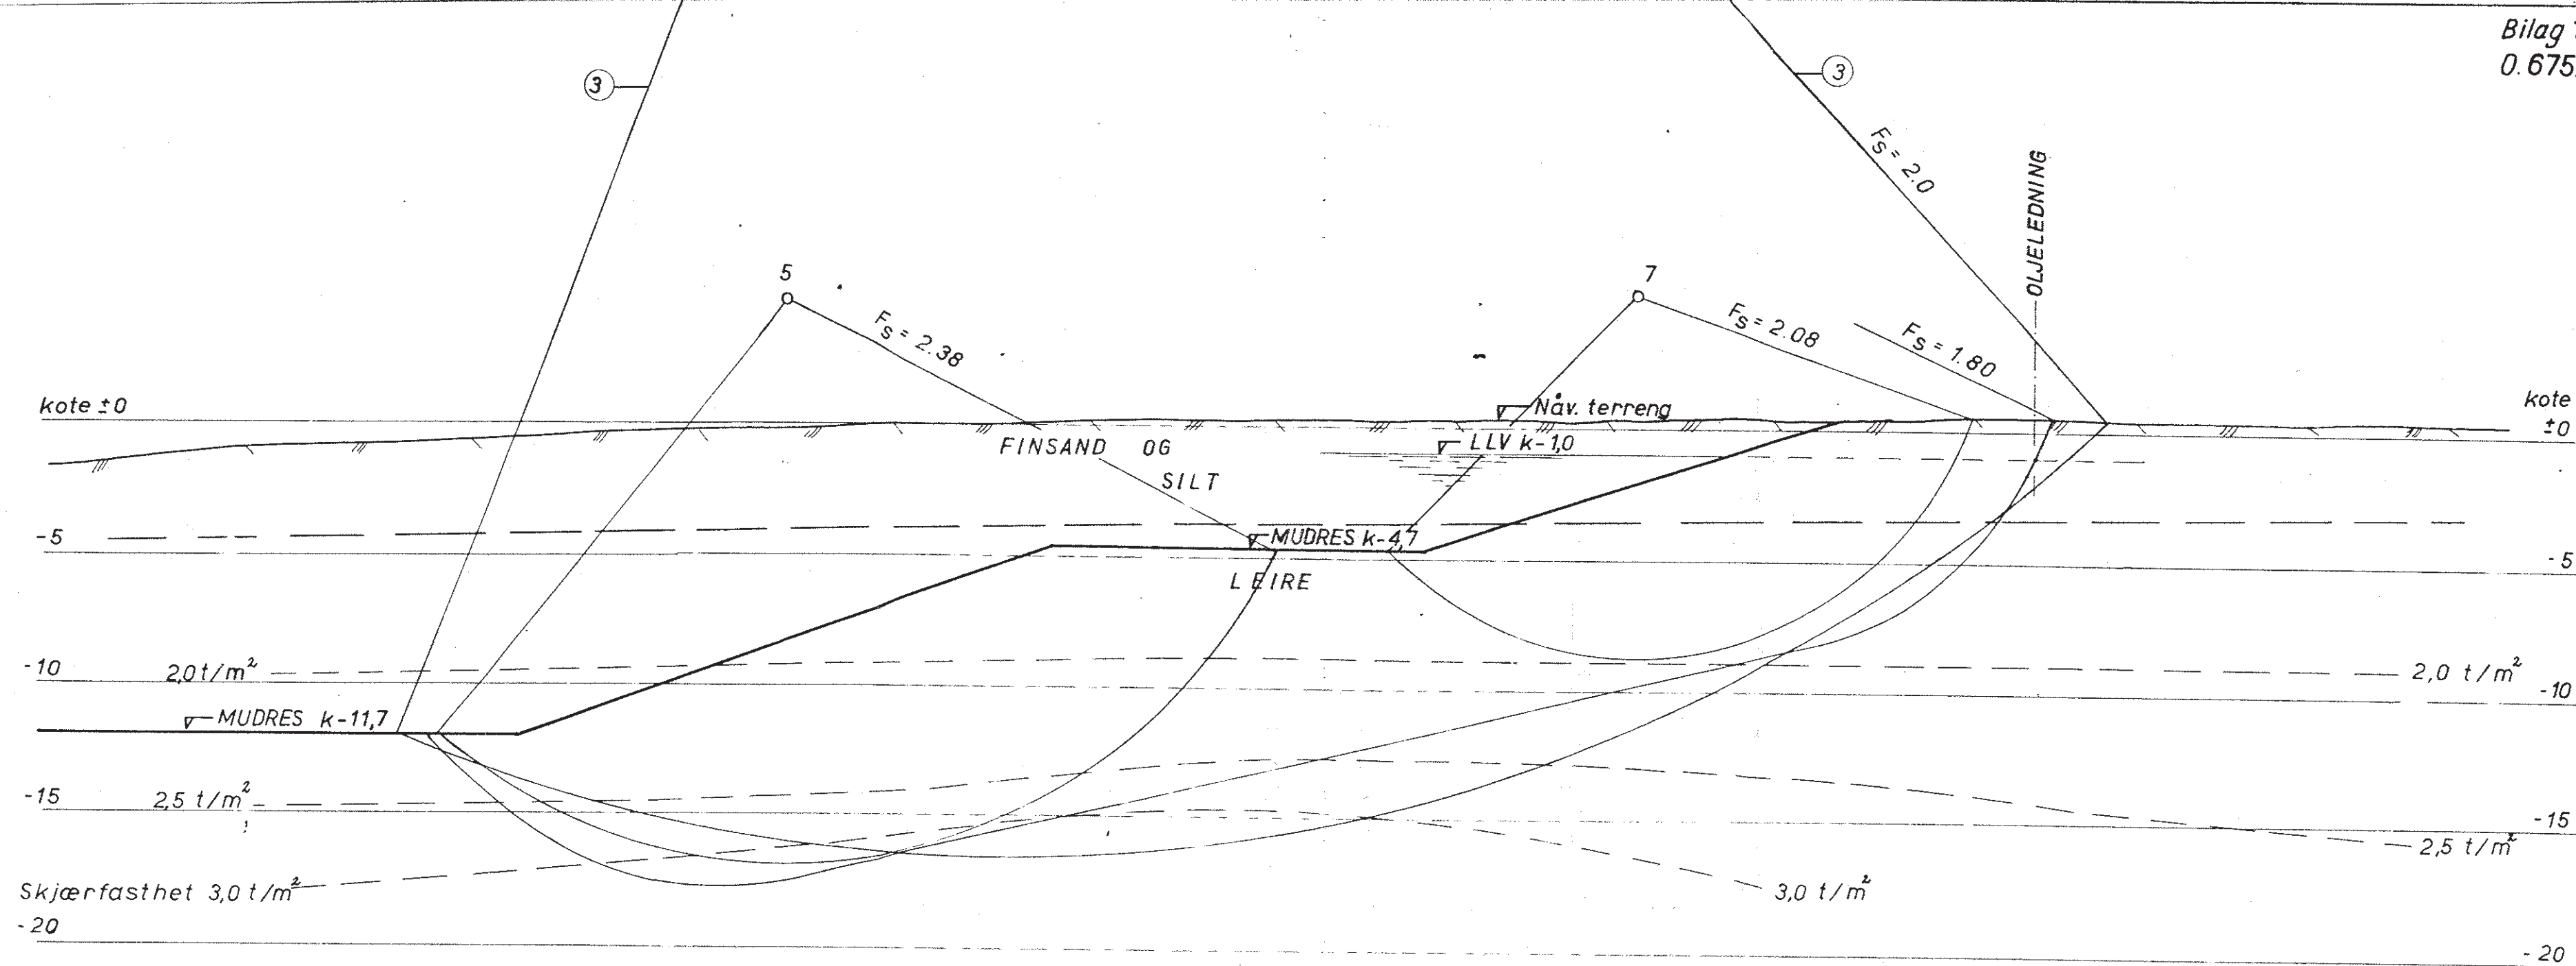 Bilag
0.675
3
3
Fs = 2.0
OLJELEDNING
5
7
Fs = 2.38
Fs = 2.08
Fs = 1.80
kote ±0
kote
±0
Nåv. terreng
LLV k-1,0
FINSAND OG
SILT
-5
MUDRES k-4,7
-5
LEIRE
-10
2,0 t/m²
2,0 t/m²
-10
MUDRES k-11,7
-15
2,5 t/m²
-15
2,5 t/m²
Skjærfasthet 3,0 t/m²
3,0 t/m²
-20
-20